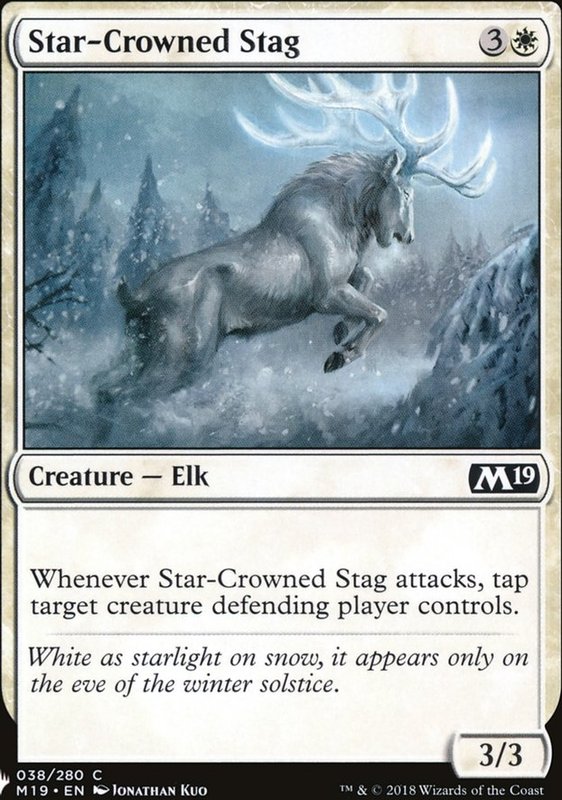 Star-Crowned Stag 3
Creature — Elk M19
Whenever Star-Crowned Stag attacks, tap
target creature defending player controls.
White as starlight on snow, it appears only on
the eve of the winter solstice.
3/3
038/280 C
M19 • EN Jonathan Kuo ™ & © 2018 Wizards of the Coast